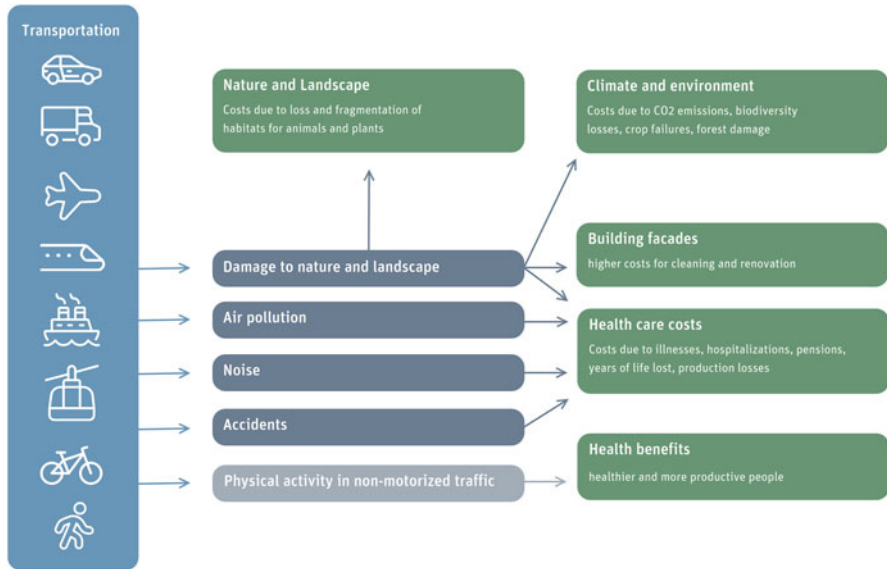 Transportation
Nature and Landscape
Costs due to loss and fragmentation of
habitats for animals and plants
Climate and environment
Costs due to CO2 emissions, biodiversity
losses, crop failures, forest damage
Damage to nature and landscape
Building facades
higher costs for cleaning and renovation
Air pollution
Health care costs
Costs due to illnesses, hospitalizations, pensions,
years of life lost, production losses
Noise
Accidents
Physical activity in non-motorized traffic
Health benefits
healthier and more productive people